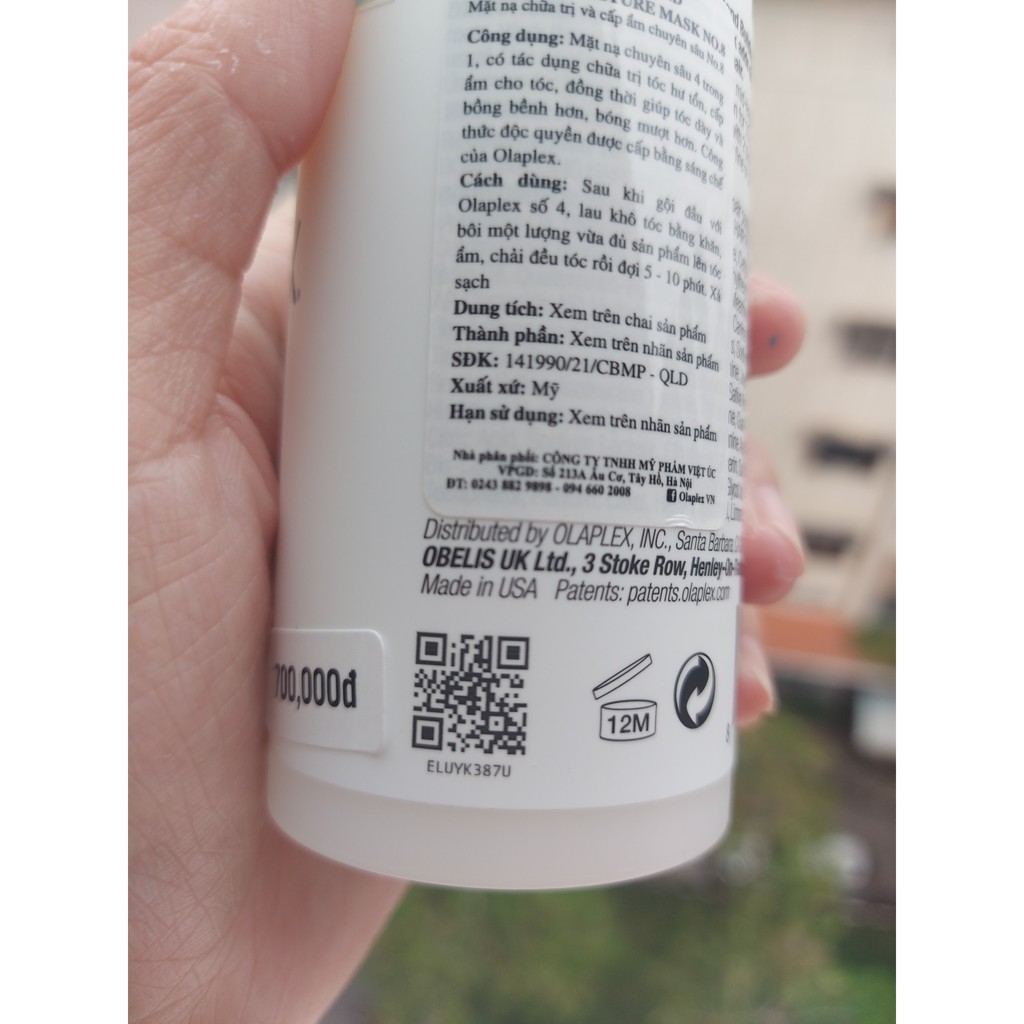 Mặt nạ chữa trị và cấp ẩm chuyên sâu No.8
MASK NO.8
Công dụng: Mặt nạ chuyên sâu 4 trong
1, có tác dụng chữa trị tóc hư tổn, cấp
ẩm cho tóc, đồng thời giúp tóc dày và
bồng bềnh hơn, bóng mượt hơn. Công
thức độc quyền được cấp bằng sáng chế
của Olaplex.
Cách dùng: Sau khi gội đầu với
Olaplex số 4, lau khô tóc bằng khăn,
bôi một lượng vừa đủ sản phẩm lên tóc
ẩm, chải đều tóc rồi đợi 5 - 10 phút. Xả
sạch
Dung tích: Xem trên chai sản phẩm
Thành phần: Xem trên nhãn sản phẩm
SĐK: 141990/21/CBMP - QLD
Xuất xứ: Mỹ
Hạn sử dụng: Xem trên nhãn sản phẩm
Nhà phân phối: CÔNG TY TNHH MỸ PHẨM VIỆT ÚC
VPGD: Số 213A Âu Cơ, Tây Hồ, Hà Nội
ĐT: 0243 882 9898 - 094 660 2008 Olaplex VN
Distributed by OLAPLEX, INC., Santa Barbara,
OBELIS UK Ltd., 3 Stoke Row, Henley-On-
Made in USA Patents: patents.olaplex.com
700,000đ
12M
ELUYK387U